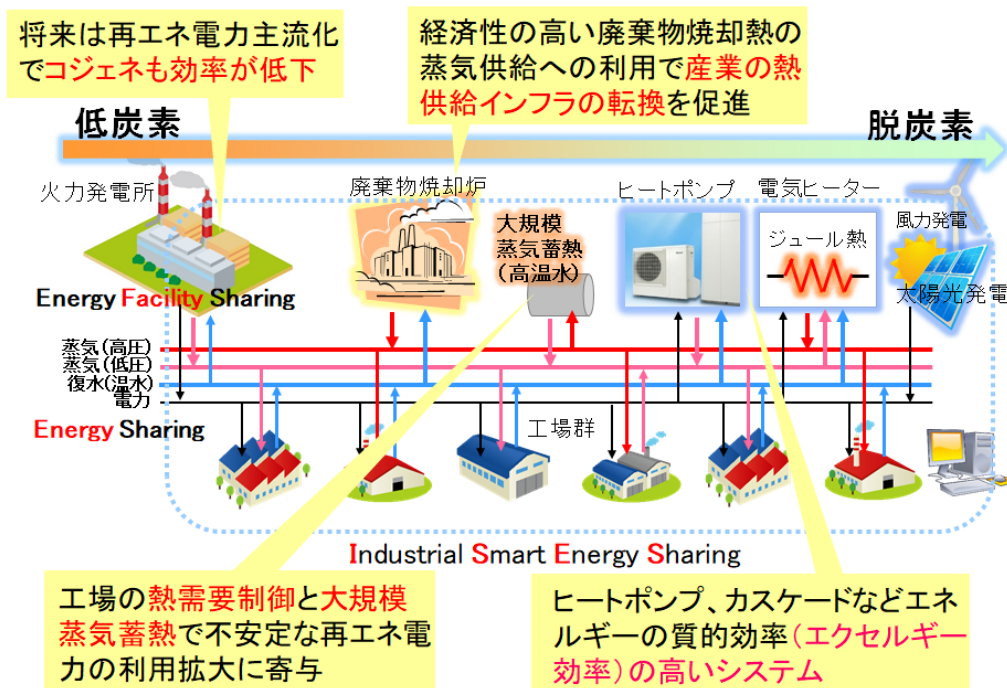 将来は再エネ電力主流化
でコジェネも効率が低下
経済性の高い廃棄物焼却熱の
蒸気供給への利用で産業の熱
供給インフラの転換を促進
低炭素
脱炭素
火力発電所
廃棄物焼却炉
ヒートポンプ
電気ヒーター
大規模
蒸気蓄熱
(高温水)
ジュール熱
風力発電
太陽光発電
Energy Facility Sharing
蒸気(高圧)
蒸気(低圧)
復水(温水)
電力
Energy Sharing
工場群
Industrial Smart Energy Sharing
工場の熱需要制御と大規模
蒸気蓄熱で不安定な再エネ電
力の利用拡大に寄与
ヒートポンプ、カスケードなどエネ
ルギーの質的効率(エクセルギー
効率)の高いシステム